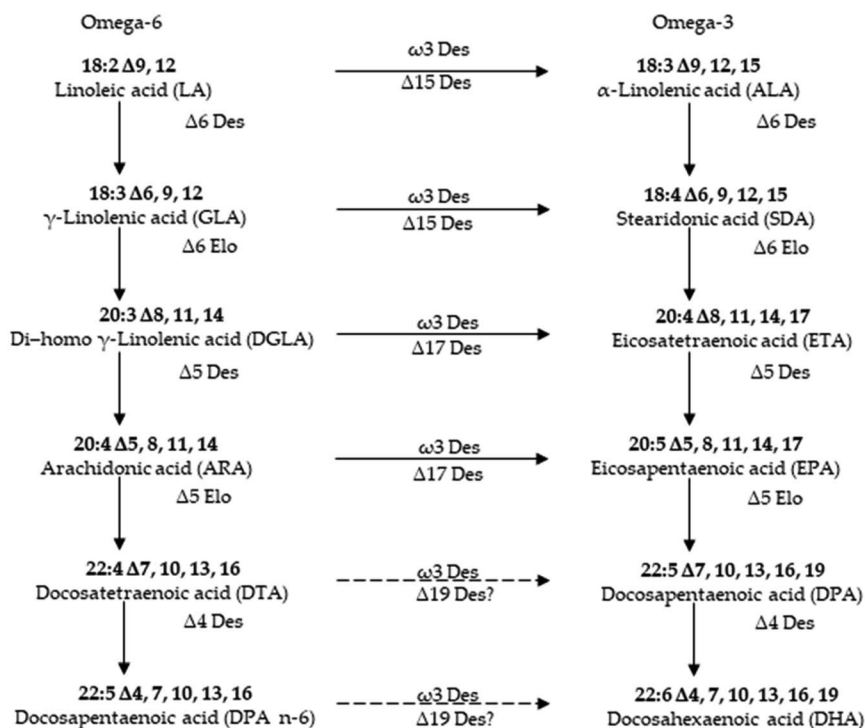 Omega-6
Omega-3
18:2 Δ9, 12
Linoleic acid (LA)
ω3 Des
Δ15 Des
18:3 Δ9, 12, 15
α-Linolenic acid (ALA)
Δ6 Des
Δ6 Des
18:3 Δ6, 9, 12
γ-Linolenic acid (GLA)
ω3 Des
Δ15 Des
18:4 Δ6, 9, 12, 15
Stearidonic acid (SDA)
Δ6 Elo
Δ6 Elo
20:3 Δ8, 11, 14
Di–homo γ-Linolenic acid (DGLA)
ω3 Des
Δ17 Des
20:4 Δ8, 11, 14, 17
Eicosatetraenoic acid (ETA)
Δ5 Des
Δ5 Des
20:4 Δ5, 8, 11, 14
Arachidonic acid (ARA)
ω3 Des
Δ17 Des
20:5 Δ5, 8, 11, 14, 17
Eicosapentaenoic acid (EPA)
Δ5 Elo
Δ5 Elo
22:4 Δ7, 10, 13, 16
Docosatetraenoic acid (DTA)
ω3 Des
Δ19 Des?
22:5 Δ7, 10, 13, 16, 19
Docosapentaenoic acid (DPA)
Δ4 Des
Δ4 Des
22:5 Δ4, 7, 10, 13, 16
Docosapentaenoic acid (DPA n-6)
ω3 Des
Δ19 Des?
22:6 Δ4, 7, 10, 13, 16, 19
Docosahexaenoic acid (DHA)